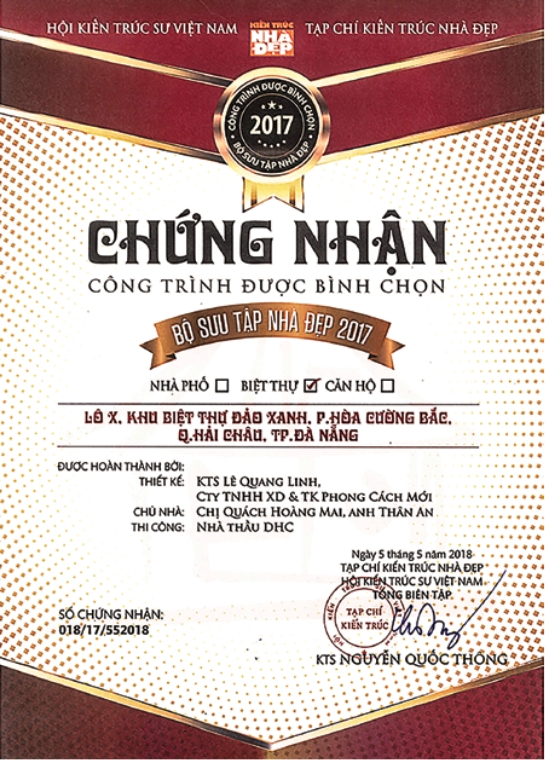 HỘI KIẾN TRÚC SƯ VIỆT NAM
KIẾN TRÚC
NHÀ ĐẸP
TẠP CHÍ KIẾN TRÚC NHÀ ĐẸP
CÔNG TRÌNH ĐƯỢC BÌNH CHỌN
2017
BỘ SƯU TẬP NHÀ ĐẸP
CHỨNG NHẬN
CÔNG TRÌNH ĐƯỢC BÌNH CHỌN
BỘ SƯU TẬP NHÀ ĐẸP 2017
NHÀ PHỐ ☐ BIỆT THỰ ☑ CĂN HỘ ☐
LÔ X, KHU BIỆT THỰ ĐẢO XANH, P.HÒA CƯỜNG BẮC,
Q.HẢI CHÂU, TP.ĐÀ NẴNG
ĐƯỢC HOÀN THÀNH BỞI:
THIẾT KẾ: KTS LÊ QUANG LINH,
CTY TNHH XD & TK PHONG CÁCH MỚI
CHỦ NHÀ: CHỊ QUÁCH HOÀNG MAI, ANH THÂN AN
THI CÔNG: NHÀ THẦU DHC
Ngày 5 tháng 5 năm 2018
TẠP CHÍ KIẾN TRÚC NHÀ ĐẸP
HỘI KIẾN TRÚC SƯ VIỆT NAM
TỔNG BIÊN TẬP
TẠP CHÍ
KIẾN TRÚC
SỐ CHỨNG NHẬN:
018/17/552018
KTS NGUYỄN QUỐC THÔNG